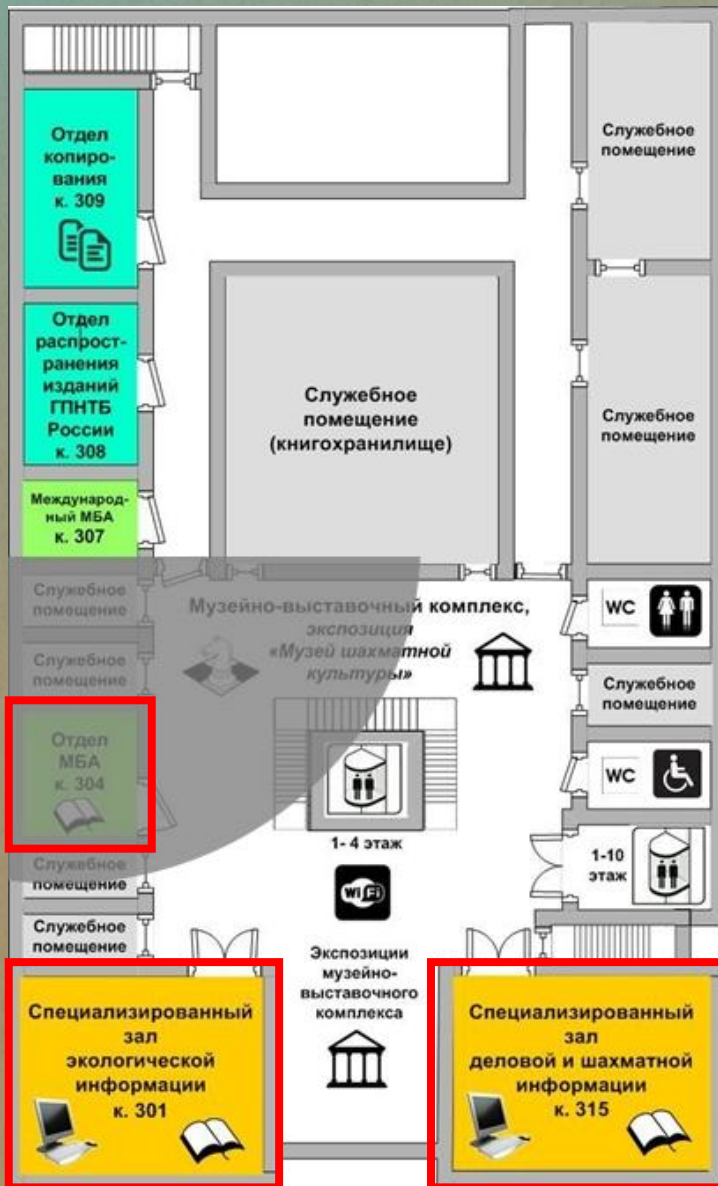 Отдел
копиро-
вания
к. 309
Служебное
помещение
Отдел
распрост-
ранения
изданий
ГПНТБ
России
к. 308
Служебное
помещение
(книгохранилище)
Служебное
помещение
Международ-
ный МБА
к. 307
Служебное
помещение
Музейно-выставочный комплекс,
экспозиция
«Музей шахматной
культуры»
WC
Служебное
помещение
Служебное
помещение
Отдел
МБА
к. 304
WC
1- 4 этаж
1-10
этаж
Служебное
помещение
WiFi
Служебное
помещение
Экспозиции
музейно-
выставочного
комплекса
Специализированный
зал
экологической
информации
к. 301
Специализированный
зал
деловой и шахматной
информации
к. 315